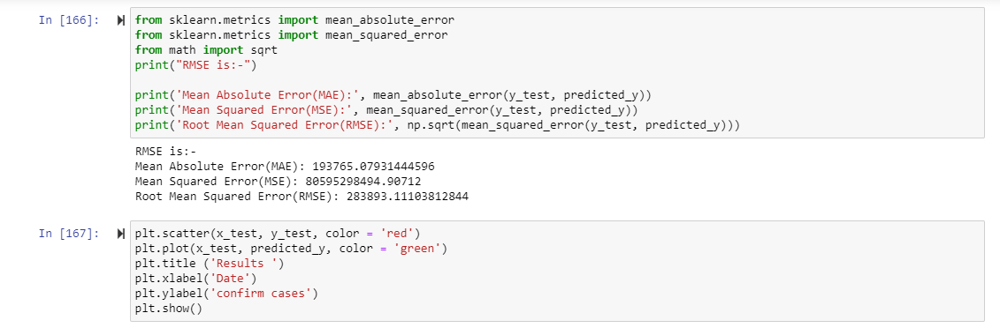 In [166]:
from sklearn.metrics import mean_absolute_error
from sklearn.metrics import mean_squared_error
from math import sqrt
print("RMSE is:-")
print('Mean Absolute Error(MAE):', mean_absolute_error(y_test, predicted_y))
print('Mean Squared Error(MSE):', mean_squared_error(y_test, predicted_y))
print('Root Mean Squared Error(RMSE):', np.sqrt(mean_squared_error(y_test, predicted_y)))
RMSE is:-
Mean Absolute Error(MAE): 193765.07931444596
Mean Squared Error(MSE): 80595298494.90712
Root Mean Squared Error(RMSE): 283893.11103812844
In [167]:
plt.scatter(x_test, y_test, color = 'red')
plt.plot(x_test, predicted_y, color = 'green')
plt.title ('Results ')
plt.xlabel('Date')
plt.ylabel('confirm cases')
plt.show()